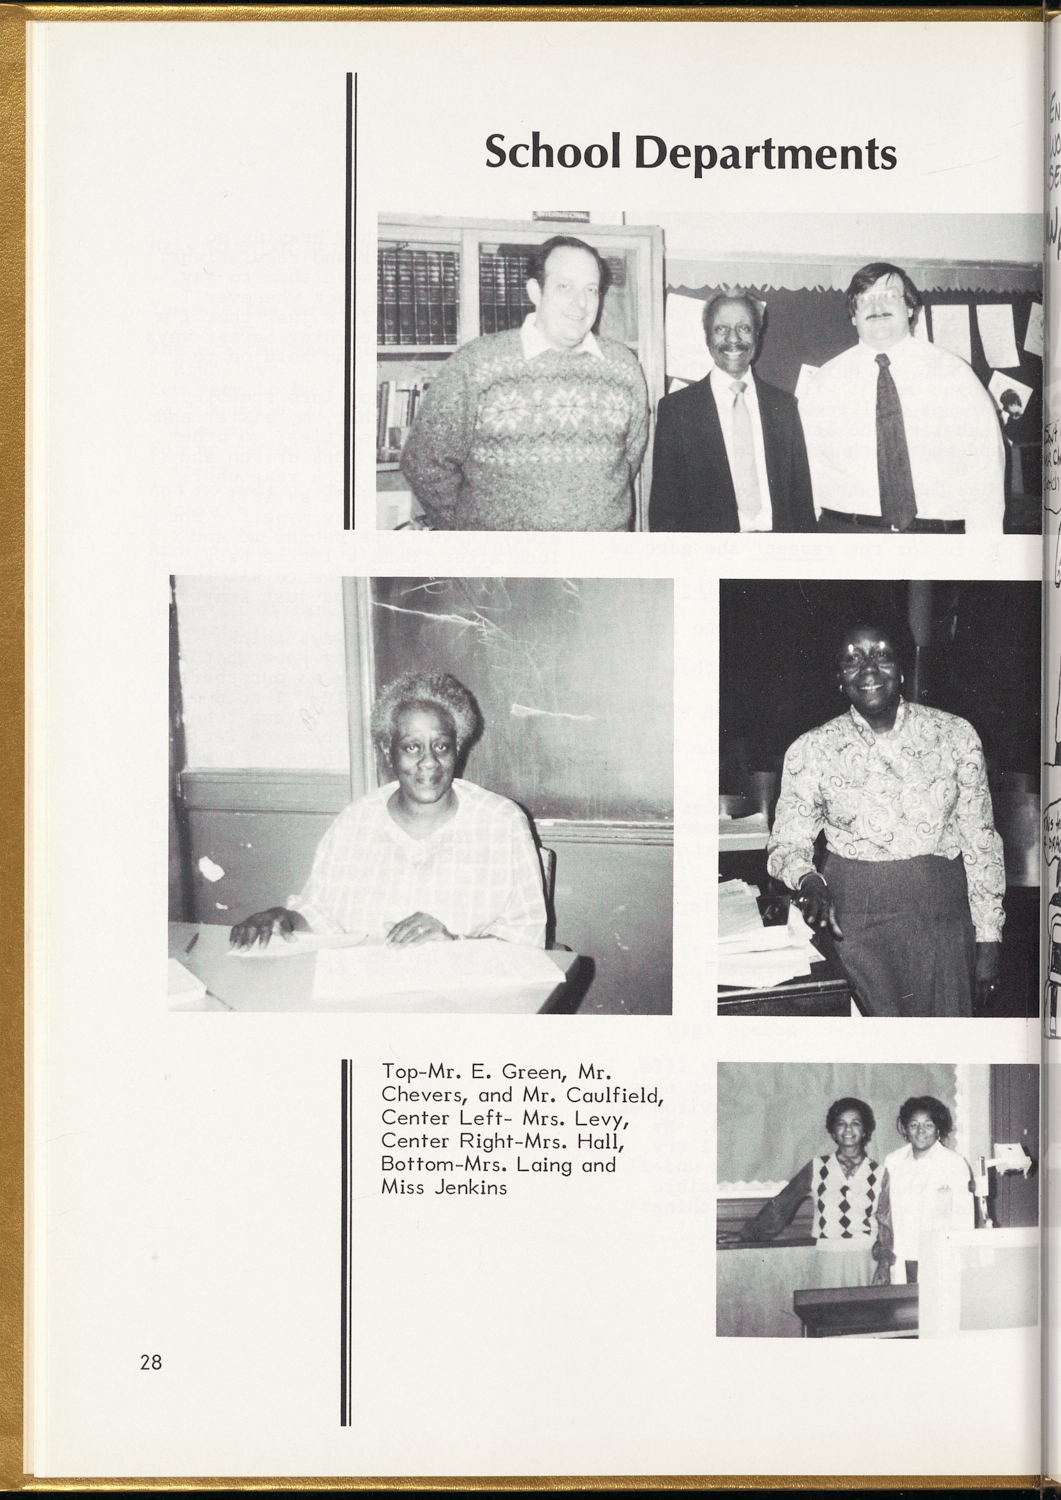 School Departments
INTERNATIONAL
Top-Mr. E. Green, Mr.
Chevers, and Mr. Caulfield,
Center Left- Mrs. Levy,
Center Right-Mrs. Hall,
Bottom-Mrs. Laing and
Miss Jenkins
28